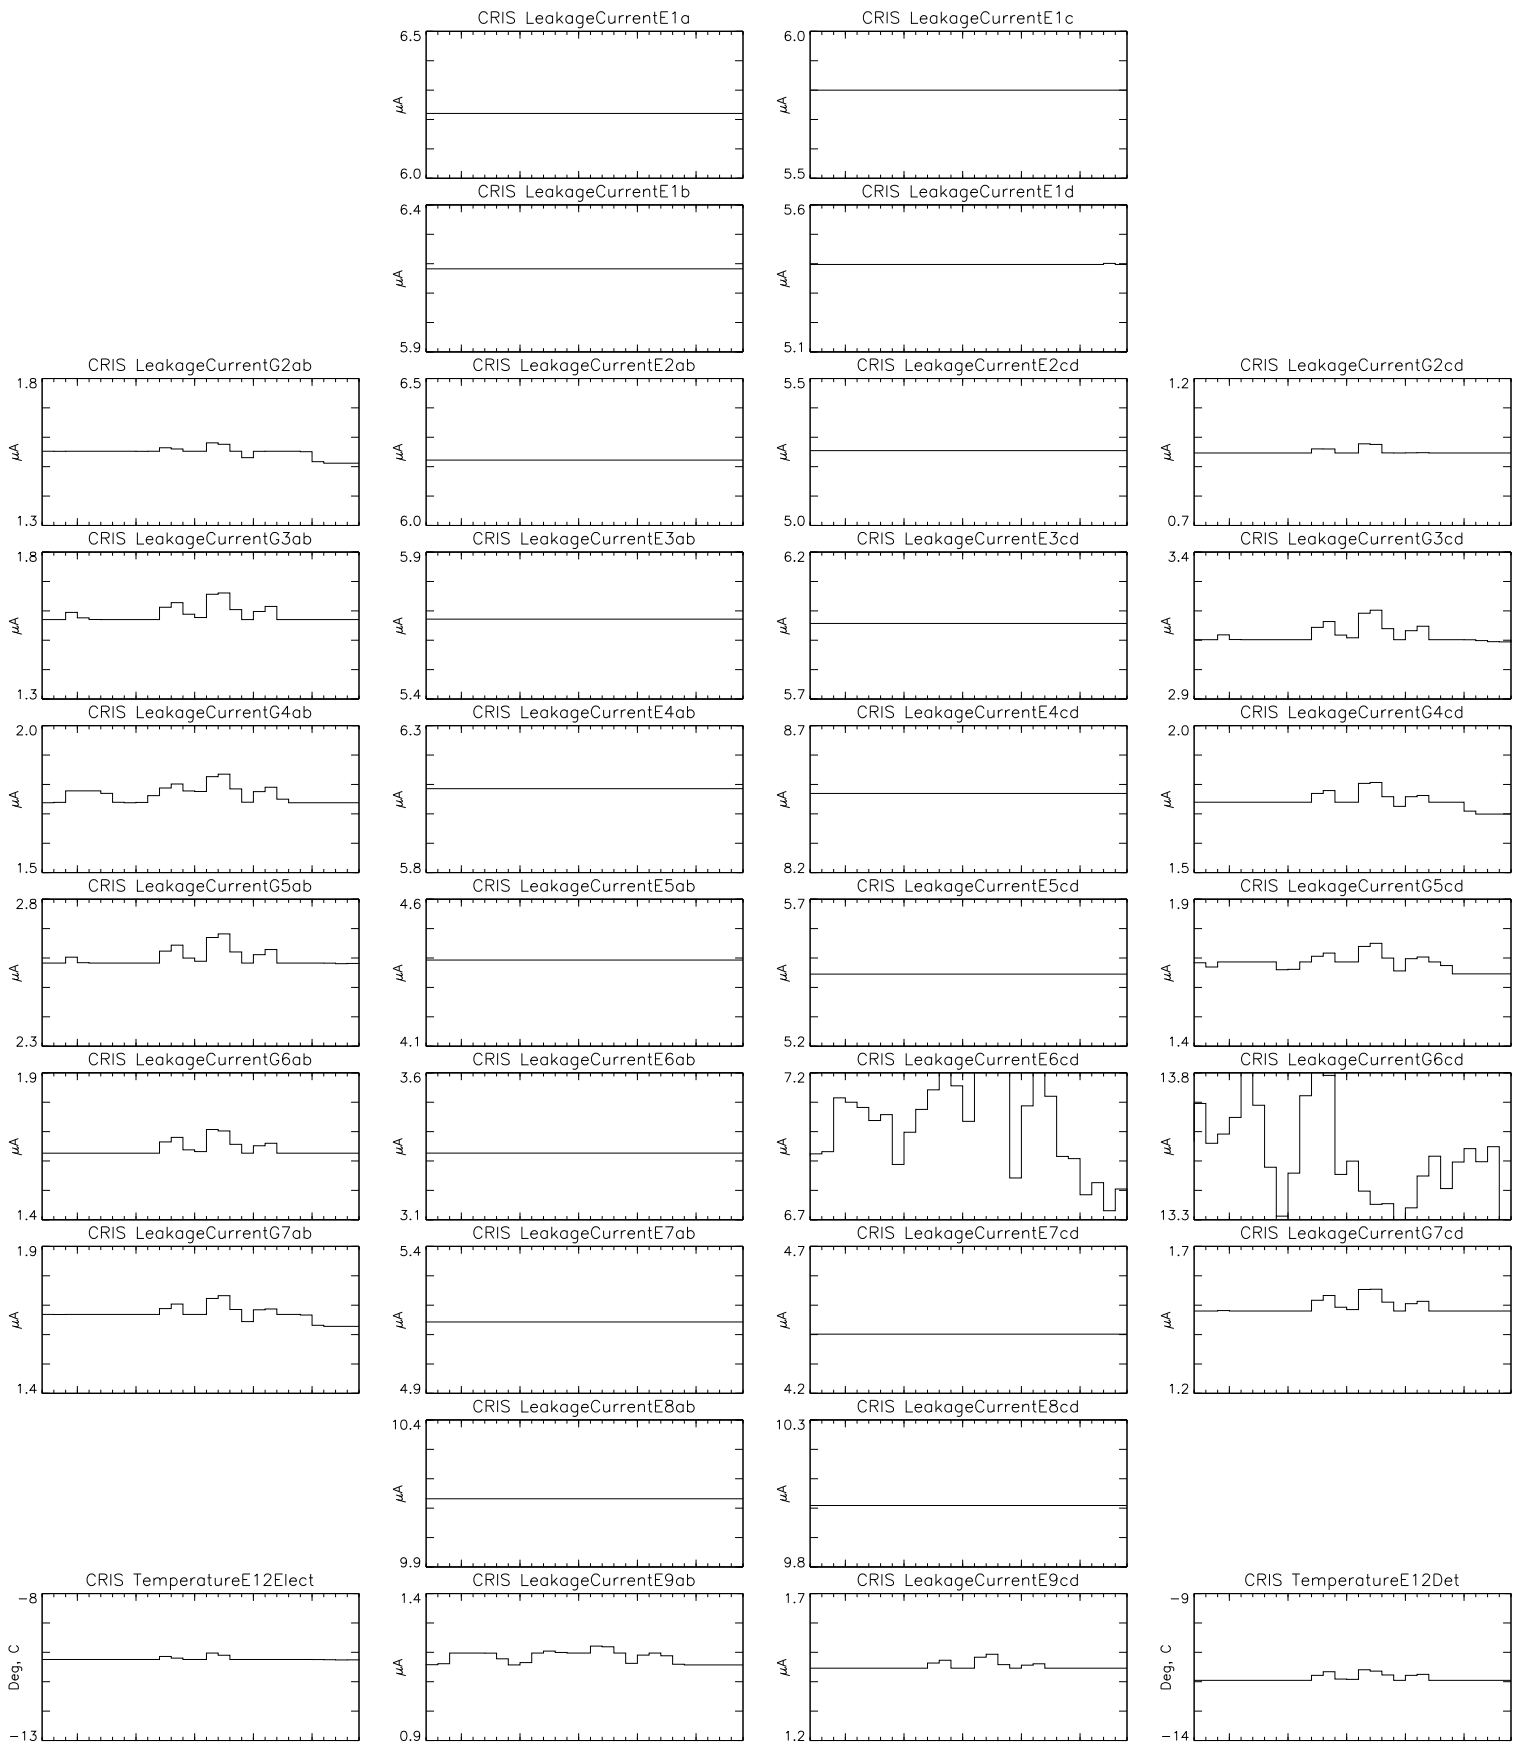 CRIS LeakageCurrentE1a
6.5
μA
6.0
CRIS LeakageCurrentE1c
6.0
μA
5.5
CRIS LeakageCurrentE1b
6.4
μA
5.9
CRIS LeakageCurrentE1d
5.6
μA
5.1
CRIS LeakageCurrentG2ab
1.8
μA
1.3
CRIS LeakageCurrentE2ab
6.5
μA
6.0
CRIS LeakageCurrentE2cd
5.5
μA
5.0
CRIS LeakageCurrentG2cd
1.2
μA
0.7
CRIS LeakageCurrentG3ab
1.8
μA
1.3
CRIS LeakageCurrentE3ab
5.9
μA
5.4
CRIS LeakageCurrentE3cd
6.2
μA
5.7
CRIS LeakageCurrentG3cd
3.4
μA
2.9
CRIS LeakageCurrentG4ab
2.0
μA
1.5
CRIS LeakageCurrentE4ab
6.3
μA
5.8
CRIS LeakageCurrentE4cd
8.7
μA
8.2
CRIS LeakageCurrentG4cd
2.0
μA
1.5
CRIS LeakageCurrentG5ab
2.8
μA
2.3
CRIS LeakageCurrentE5ab
4.6
μA
4.1
CRIS LeakageCurrentE5cd
5.7
μA
5.2
CRIS LeakageCurrentG5cd
1.9
μA
1.4
CRIS LeakageCurrentG6ab
1.9
μA
1.4
CRIS LeakageCurrentE6ab
3.6
μA
3.1
CRIS LeakageCurrentE6cd
7.2
μA
6.7
CRIS LeakageCurrentG6cd
13.8
μA
13.3
CRIS LeakageCurrentG7ab
1.9
μA
1.4
CRIS LeakageCurrentE7ab
5.4
μA
4.9
CRIS LeakageCurrentE7cd
4.7
μA
4.2
CRIS LeakageCurrentG7cd
1.7
μA
1.2
CRIS LeakageCurrentE8ab
10.4
μA
9.9
CRIS LeakageCurrentE8cd
10.3
μA
9.8
CRIS TemperatureE12Elect
-8
Deg, C
-13
CRIS LeakageCurrentE9ab
1.4
μA
0.9
CRIS LeakageCurrentE9cd
1.7
μA
1.2
CRIS TemperatureE12Det
-9
Deg, C
-14